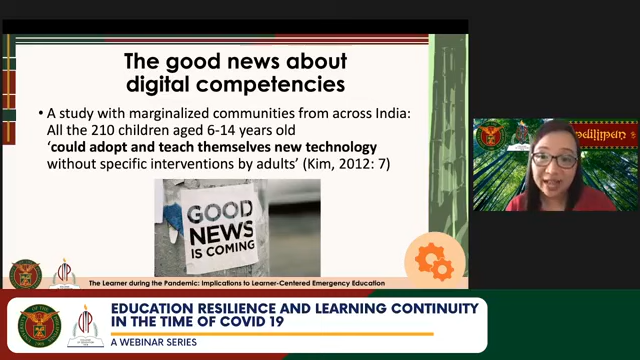 The good news about
digital competencies
• A study with marginalized communities from across India:
All the 210 children aged 6-14 years old
‘could adopt and teach themselves new technology
without specific interventions by adults’ (Kim, 2012: 7)
GOOD
NEWS
IS COMING
The Learner during the Pandemic: Implications to Learner-Centered Emergency Education
EDUCATION RESILIENCE AND LEARNING CONTINUITY
IN THE TIME OF COVID 19
A WEBINAR SERIES